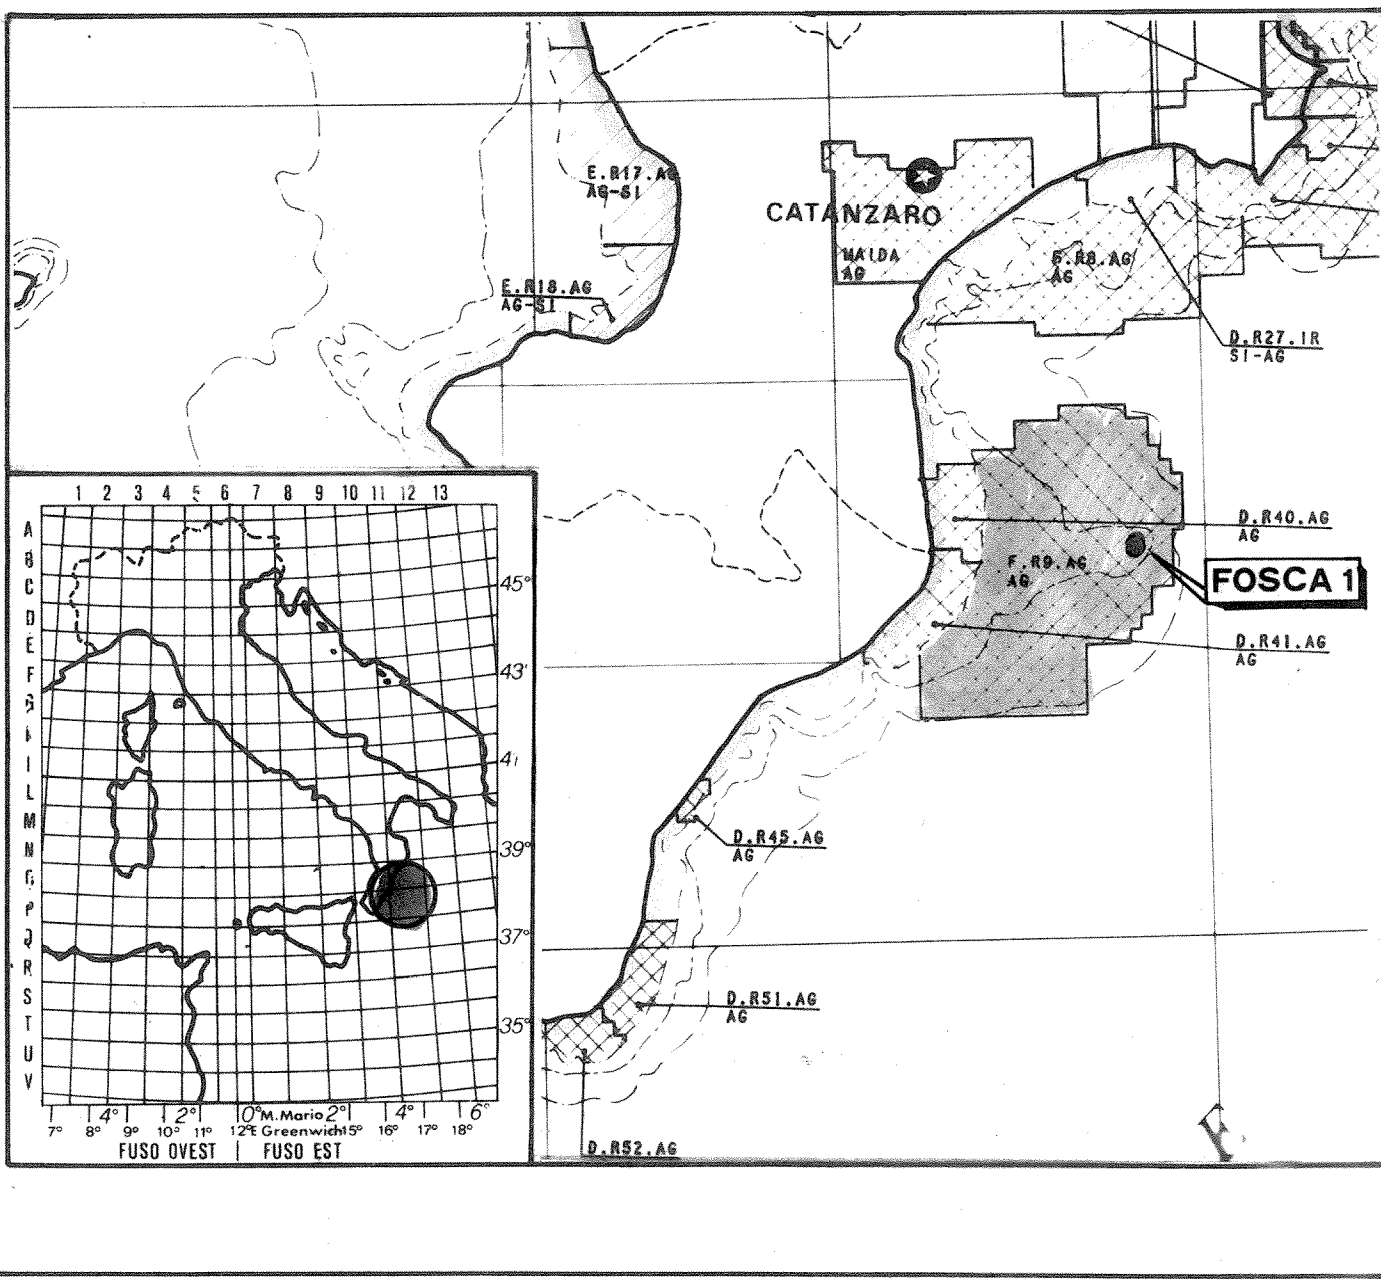 E.R17.AG
AG-SI
CATANZARO
MAIDA
AG
AG
E.R18.AG
AG-SI
D.R27.IR
SI-AG
D.R40.AG
AG
F.R9.AG
AG
FOSCA 1
D.R41.AG
AG
D.R45.AG
AG
D.R51.AG
AG
D.R52.AG
F
1 2 3 4 5 6 7 8 9 10 11 12 13
A
B
C
D
E
F
G
I
L
M
N
P
Q
R
S
T
U
V
45°
43°
41
39°
37°
35°
4° 2° 0° M.Mario 2° 4° 6°
7° 8° 9° 10° 11° 12°E Greenwich 15° 16° 17° 18°
FUSO OVEST | FUSO EST